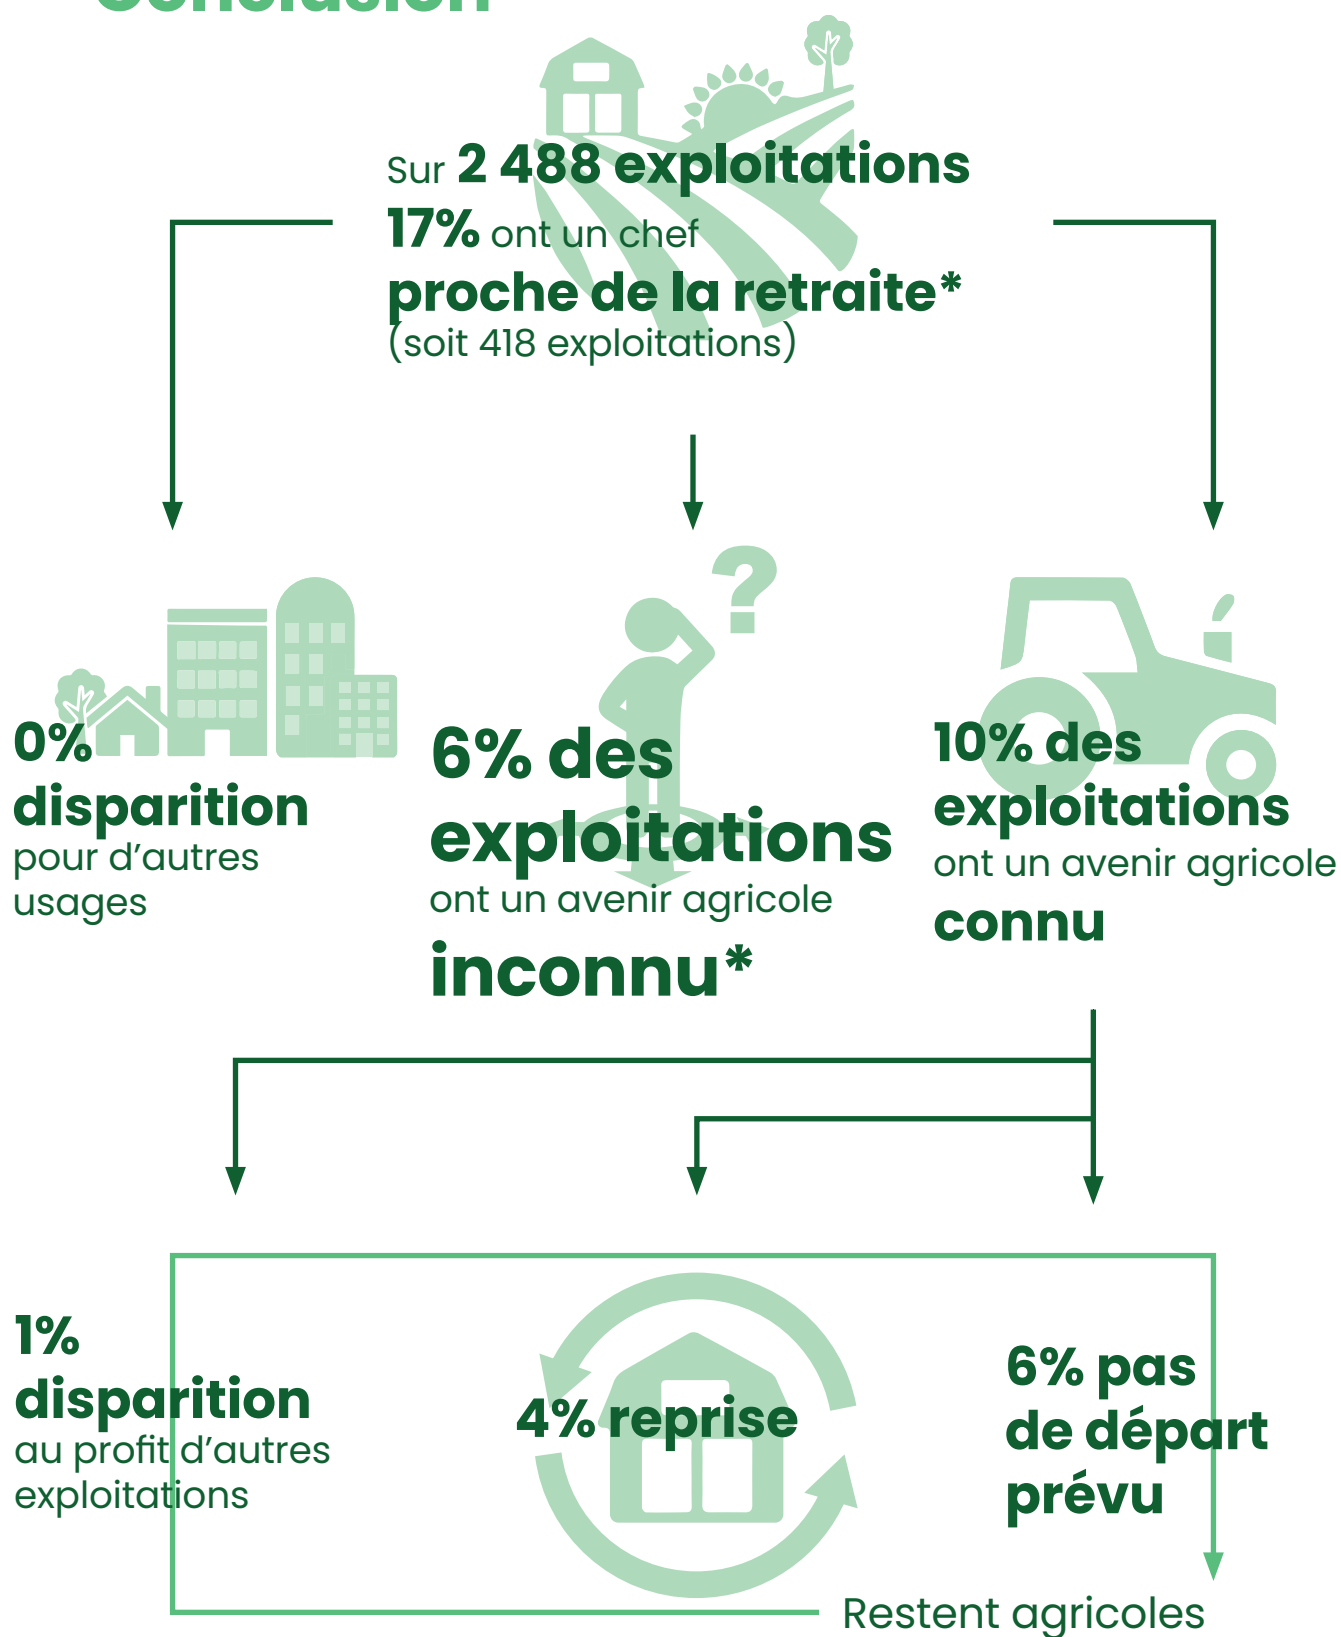 Conclusion
Sur 2 488 exploitations
17% ont un chef
proche de la retraite*
(soit 418 exploitations)
?
0%
disparition
pour d'autres
usages
6% des
exploitations
ont un avenir agricole
inconnu*
10% des
exploitations
ont un avenir agricole
connu
1%
disparition
au profit d'autres
exploitations
4% reprise
6% pas
de départ
prévu
Restent agricoles